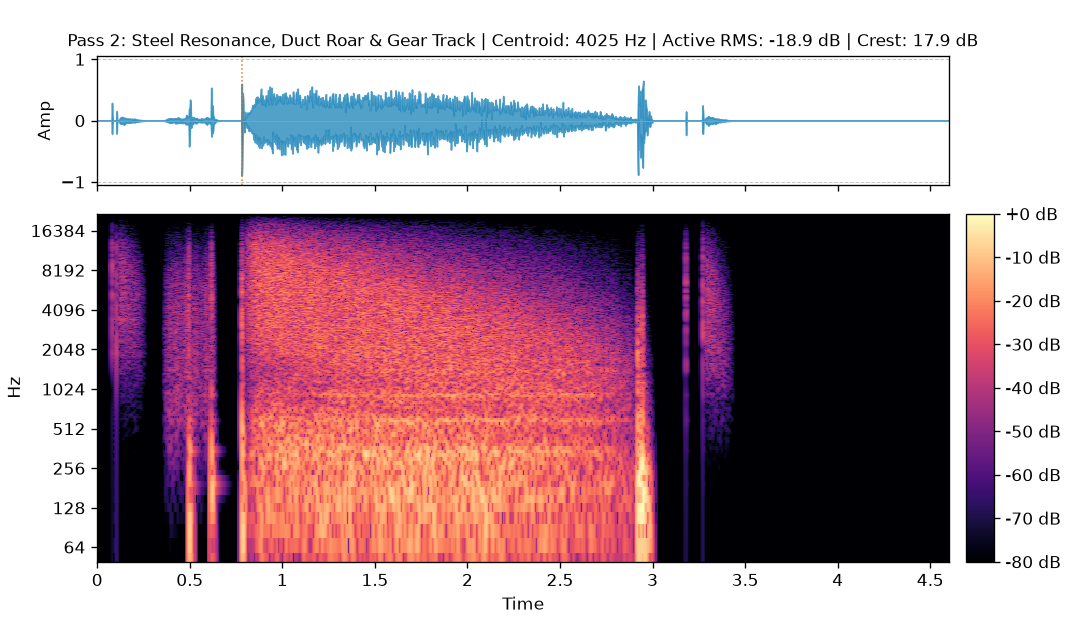 Pass 2: Steel Resonance, Duct Roar & Gear Track | Centroid: 4025 Hz | Active RMS: -18.9 dB | Crest: 17.9 dB
1
0
−1
Amp
16384
8192
4096
2048
1024
512
256
128
64
Hz
0
0.5
1
1.5
2
2.5
3
3.5
4
4.5
Time
+0 dB
-10 dB
-20 dB
-30 dB
-40 dB
-50 dB
-60 dB
-70 dB
-80 dB